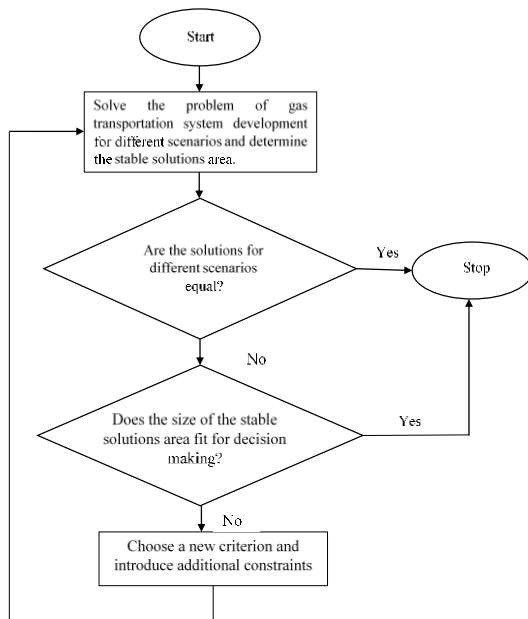 Start
Solve the problem of gas
transportation system development
for different scenarios and determine
the stable solutions area.
Are the solutions for
different scenarios
equal?
Yes
Stop
No
Does the size of the stable
solutions area fit for decision
making?
Yes
No
Choose a new criterion and
introduce additional constraints